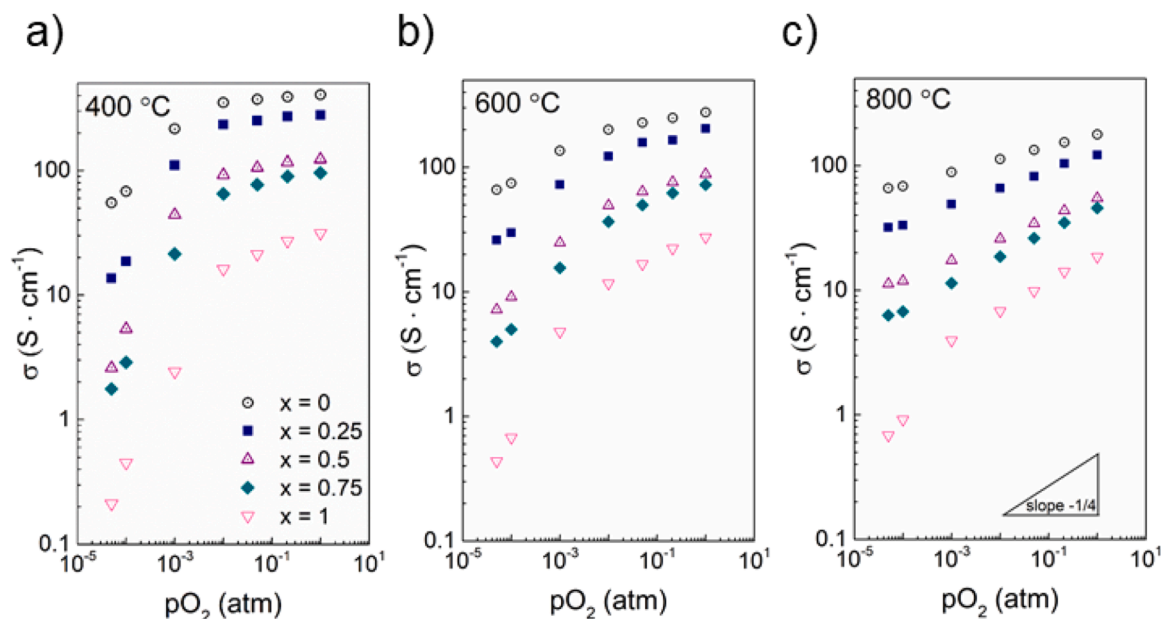 a)
400 °C
σ (S · cm⁻¹)
100
10
1
0.1
10⁻⁵
10⁻³
10⁻¹
10¹
pO₂ (atm)
x = 0
x = 0.25
x = 0.5
x = 0.75
x = 1
b)
600 °C
σ (S · cm⁻¹)
100
10
1
0.1
10⁻⁵
10⁻³
10⁻¹
10¹
pO₂ (atm)
c)
800 °C
σ (S · cm⁻¹)
100
10
1
0.1
10⁻⁵
10⁻³
10⁻¹
10¹
pO₂ (atm)
slope -1/4